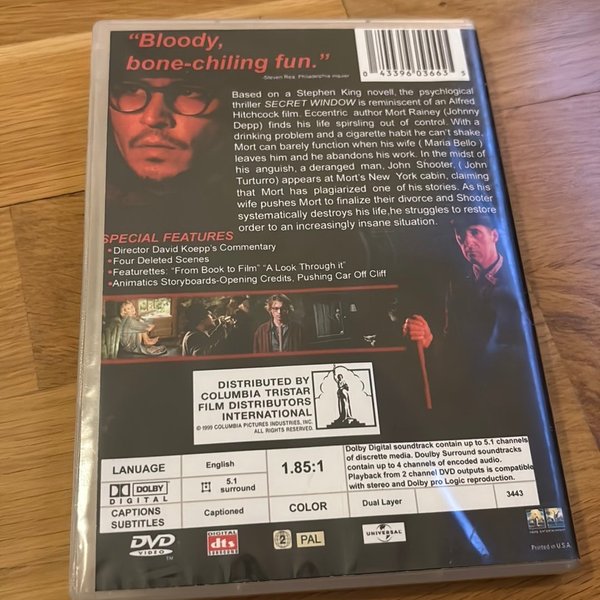 “Bloody,
bone-chiling fun.”
-Steven Rea, Philadelphia Inquier
0 43396 03663 5
Based on a Stephen King novell, the psychlogical
thriller SECRET WINDOW is reminiscent of an Alfred
Hitchcock film. Eccentric author Mort Rainey (Johnny
Depp) finds his life spirsling out of control. With a
drinking problem and a cigarette habit he can't shake,
Mort can barely function when his wife ( Maria Bello )
leaves him and he abandons his work. In the midst of
his anguish, a deranged man, John Shooter, ( John
Turturro) appears at Mort's New York cabin, claiming
that Mort has plagiarized one of his stories. As his
wife pushes Mort to finalize their divorce and Shooter
systematically destroys his life,he struggles to restore
order to an increasingly insane situation.
SPECIAL FEATURES
•Director David Koepp's Commentary
•Four Deleted Scenes
•Featurettes: “From Book to Film” “A Look Through it”
•Animatics Storyboards-Opening Credits, Pushing Car Off Cliff
DISTRIBUTED BY
COLUMBIA TRISTAR
FILM DISTRIBUTORS
INTERNATIONAL
© 1999 COLUMBIA PICTURES INDUSTRIES, INC.
ALL RIGHTS RESERVED.
LANUAGE
English
1.85:1
Dolby Digital soundtrack contain up to 5.1 channels
of discrete media. Doulby Surround soundtracks
contain up to 4 channels of encoded audio.
Playback from 2 channel DVD outputs is compatible
with stereo and Dolby pro Logic reproduction.
DOLBY
DIGITAL
5.1
surround
CAPTIONS
SUBTITLES
Captioned
COLOR
Dual Layer
3443
DVD
VIDEO
TM
DIGITAL
dts
SURROUND
2
PAL
UNIVERSAL
Printed in U.S.A